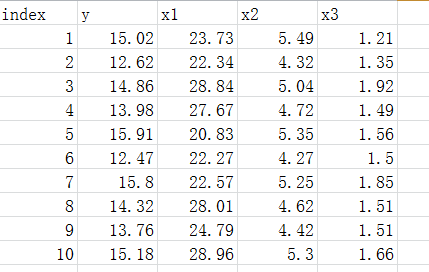 index y x1 x2 x3
1 15.02 23.73 5.49 1.21
2 12.62 22.34 4.32 1.35
3 14.86 28.84 5.04 1.92
4 13.98 27.67 4.72 1.49
5 15.91 20.83 5.35 1.56
6 12.47 22.27 4.27 1.5
7 15.8 22.57 5.25 1.85
8 14.32 28.01 4.62 1.51
9 13.76 24.79 4.42 1.51
10 15.18 28.96 5.3 1.66